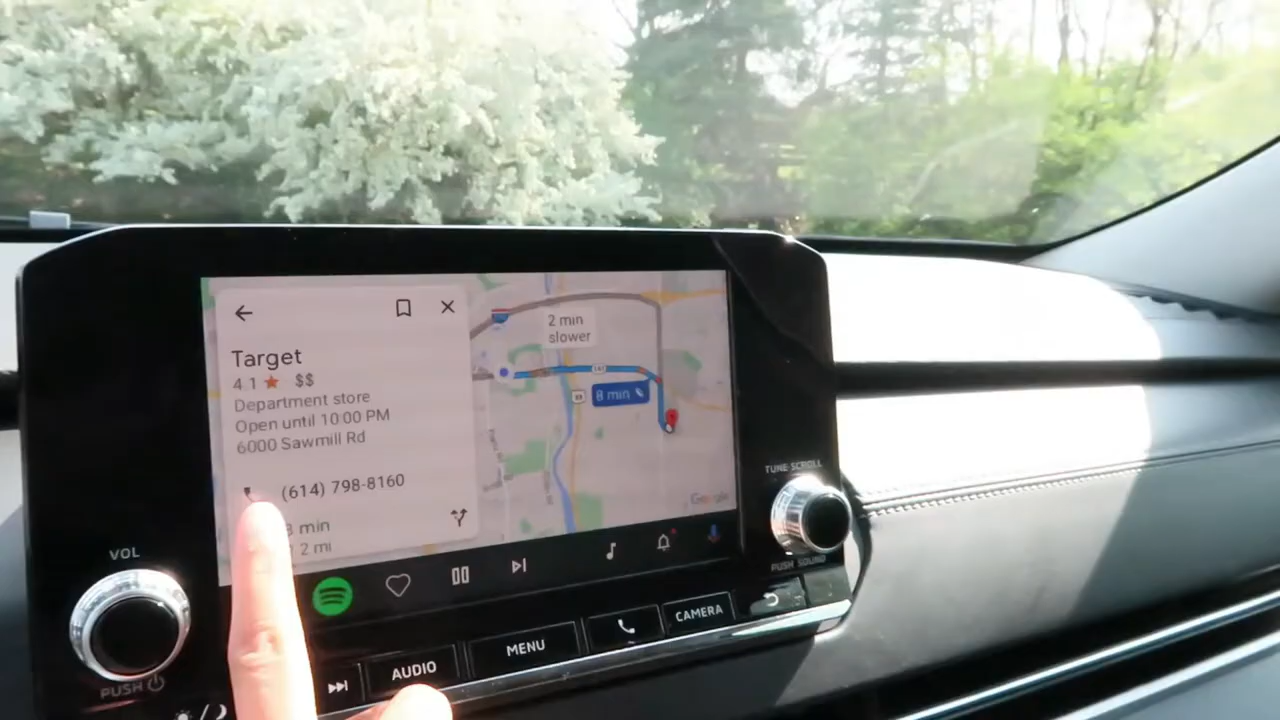 Target
4.1 ★ $$
Department store
Open until 10:00 PM
6000 Sawmill Rd
(614) 798-8160
min
2 mi
2 min
slower
8 min
Google
TUNE·SCROLL
PUSH SOUND
VOL
PUSH
AUDIO
MENU
CAMERA